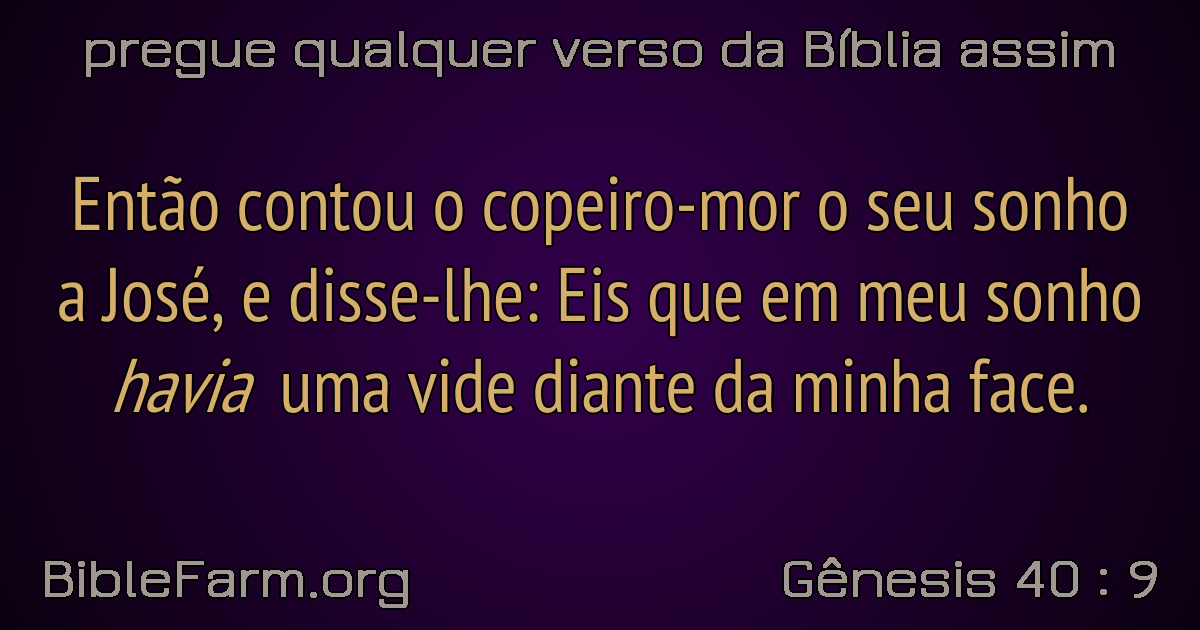 pregue qualquer verso da Bíblia assim
Então contou o copeiro-mor o seu sonho
a José, e disse-lhe: Eis que em meu sonho
havia uma vide diante da minha face.
BibleFarm.org
Gênesis 40 : 9